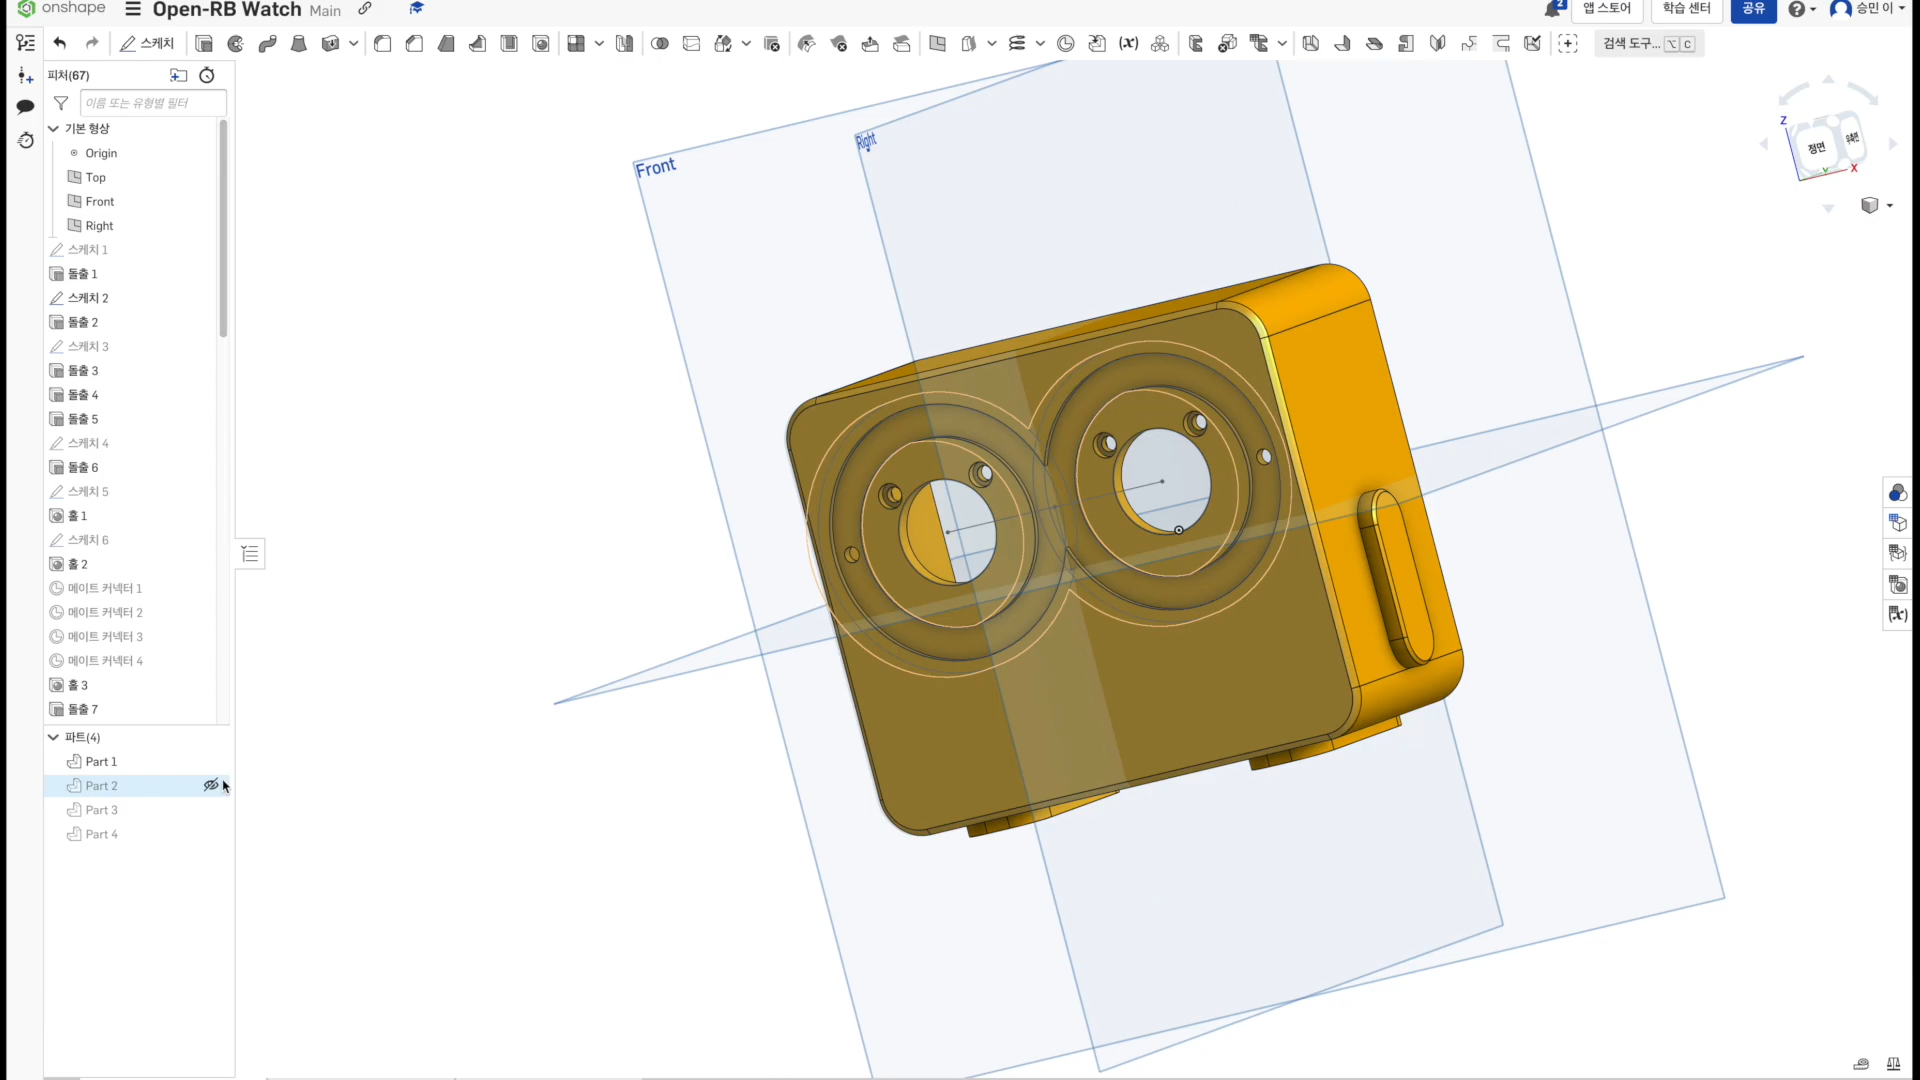 onshape
Open-RB Watch Main
2
앱 스토어
학습 센터
공유
승민 이
스케치
(x)
검색 도구... ⌥ C
피처(67)
이름 또는 유형별 필터
기본 형상
Origin
Top
Front
Right
스케치 1
돌출 1
스케치 2
돌출 2
스케치 3
돌출 3
돌출 4
돌출 5
스케치 4
돌출 6
스케치 5
홀 1
스케치 6
홀 2
메이트 커넥터 1
메이트 커넥터 2
메이트 커넥터 3
메이트 커넥터 4
홀 3
돌출 7
파트(4)
Part 1
Part 2
Part 3
Part 4
Front
Right
Z
정면
우측면
Y
X
(x)